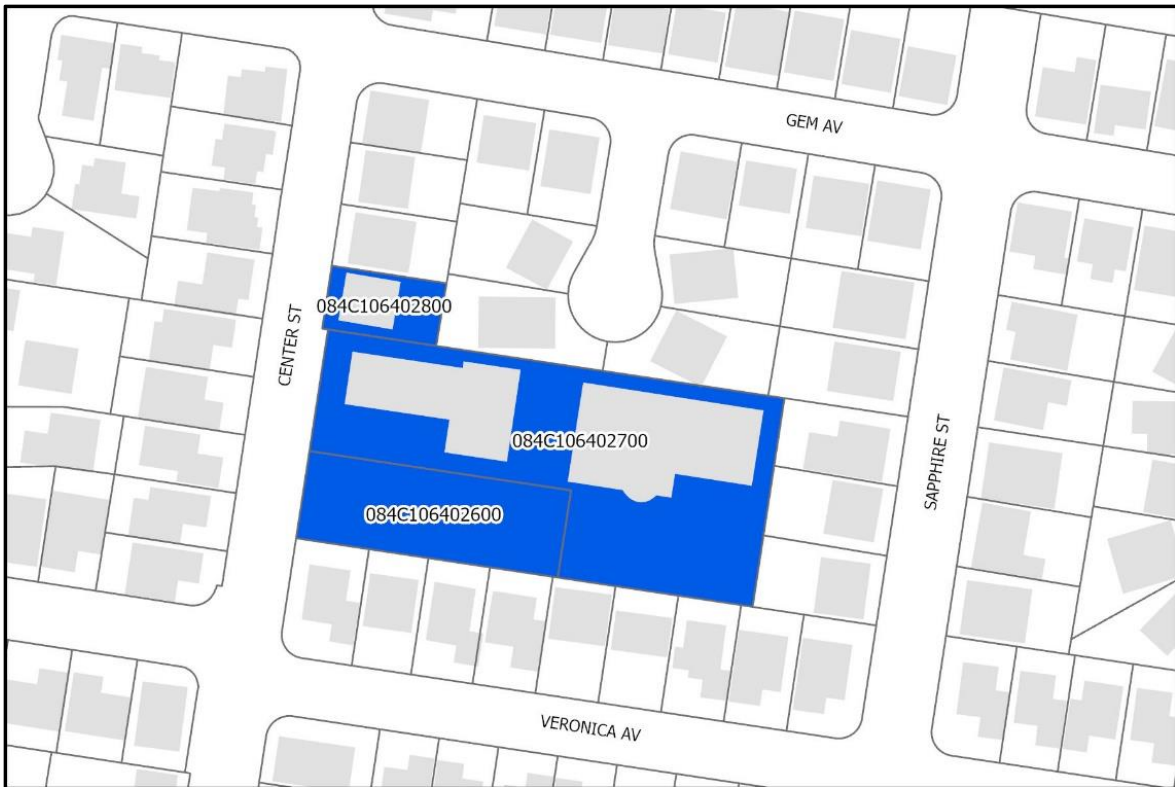 GEM AV
084C106402800
CENTER ST
084C106402700
SAPPHIRE ST
084C106402600
VERONICA AV